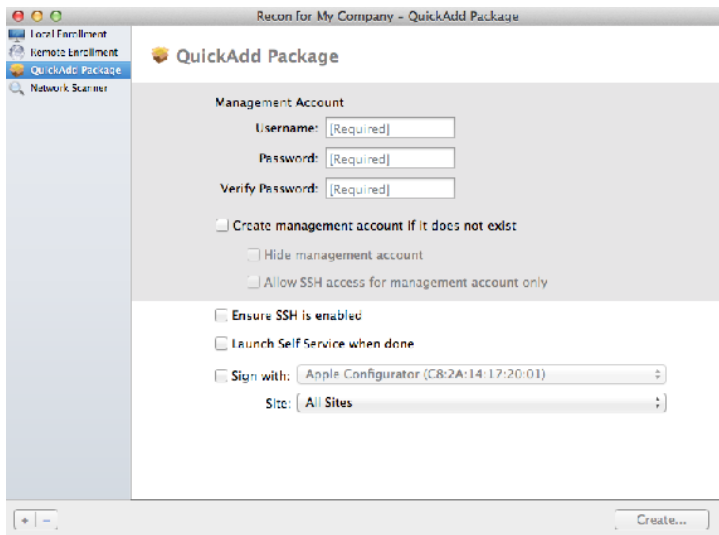 Recon for My Company - QuickAdd Package
Local Enrollment
Remote Enrollment
QuickAdd Package
Network Scanner
QuickAdd Package
Management Account
Username: [Required]
Password: [Required]
Verify Password: [Required]
Create management account if it does not exist
Hide management account
Allow SSH access for management account only
Ensure SSH is enabled
Launch Self Service when done
Sign with: Apple Configurator (C8:2A:14:17:20:01)
Site: All Sites
+ −
Create...